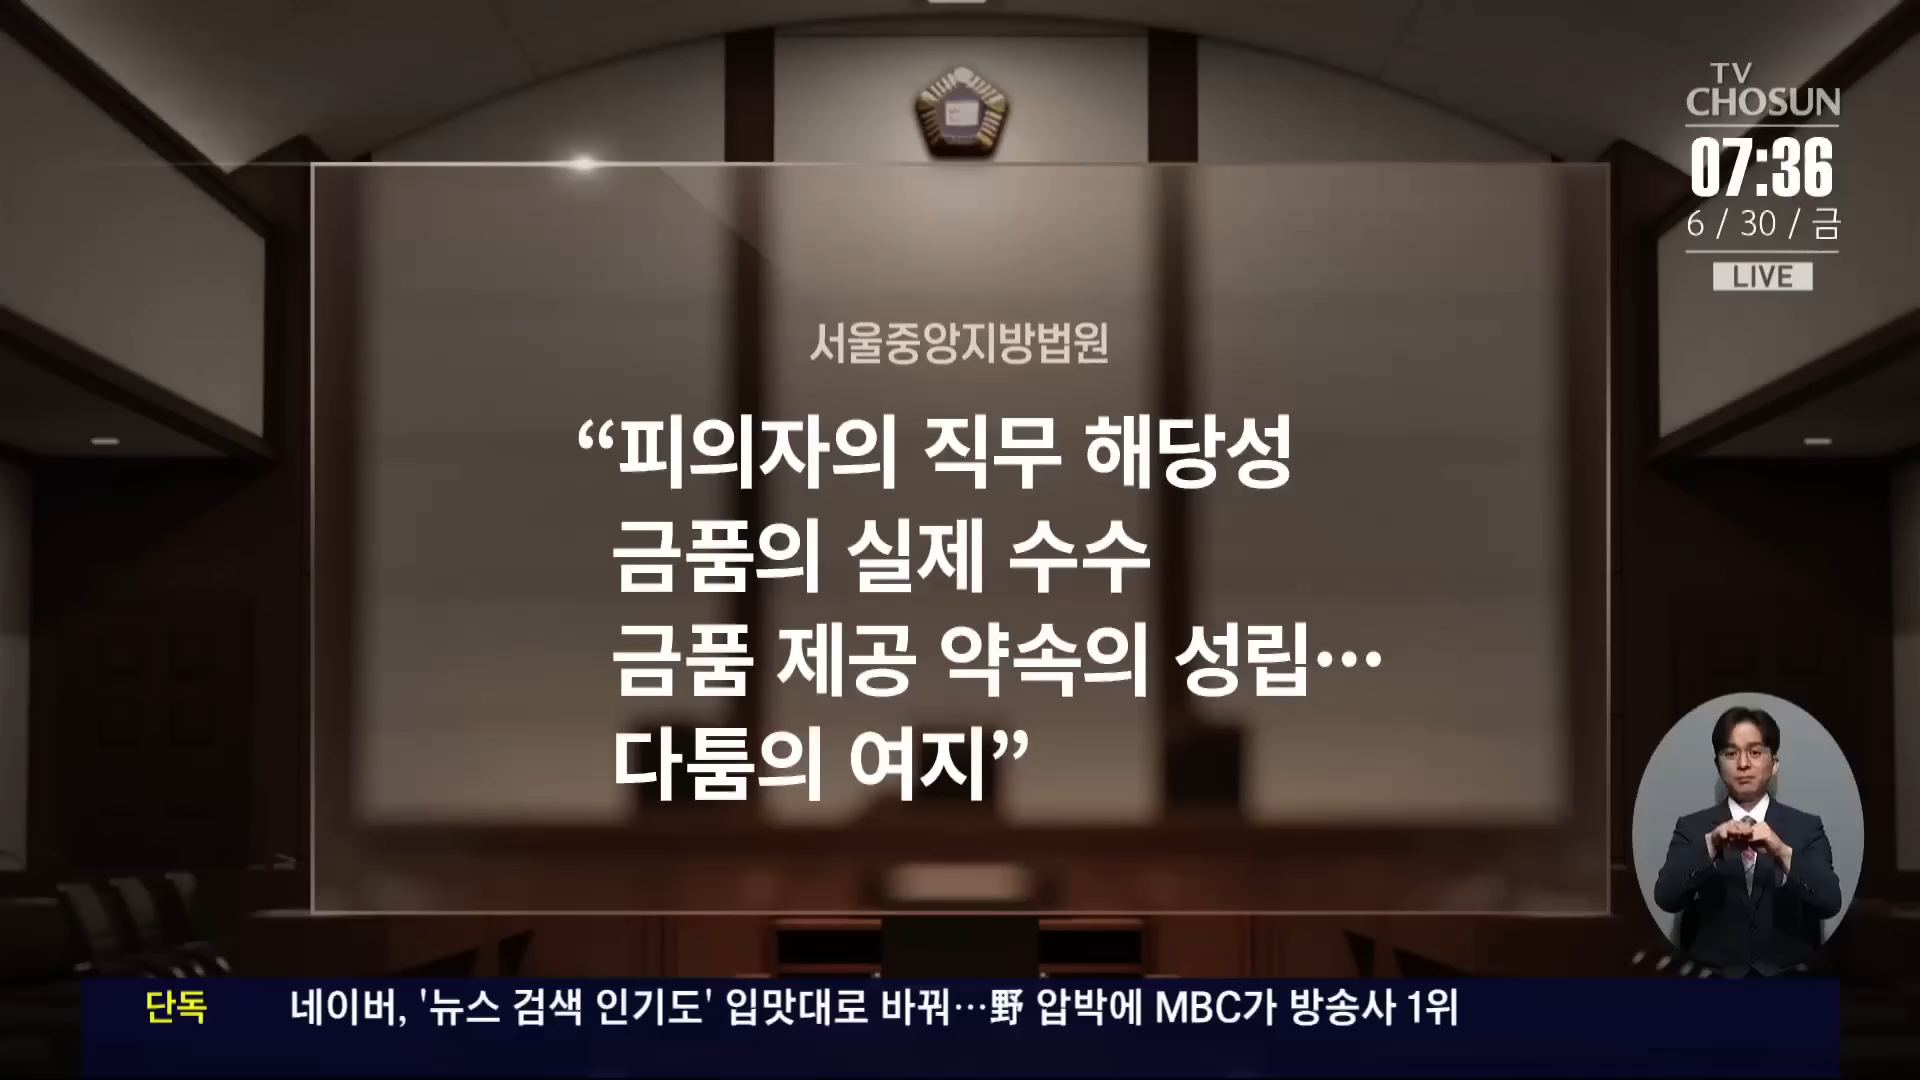 TV
CHOSUN
07:36
6 / 30 / 금
LIVE
서울중앙지방법원
“피의자의 직무 해당성
금품의 실제 수수
금품 제공 약속의 성립…
다툼의 여지”
단독 네이버, '뉴스 검색 인기도' 입맛대로 바꿔…野 압박에 MBC가 방송사 1위